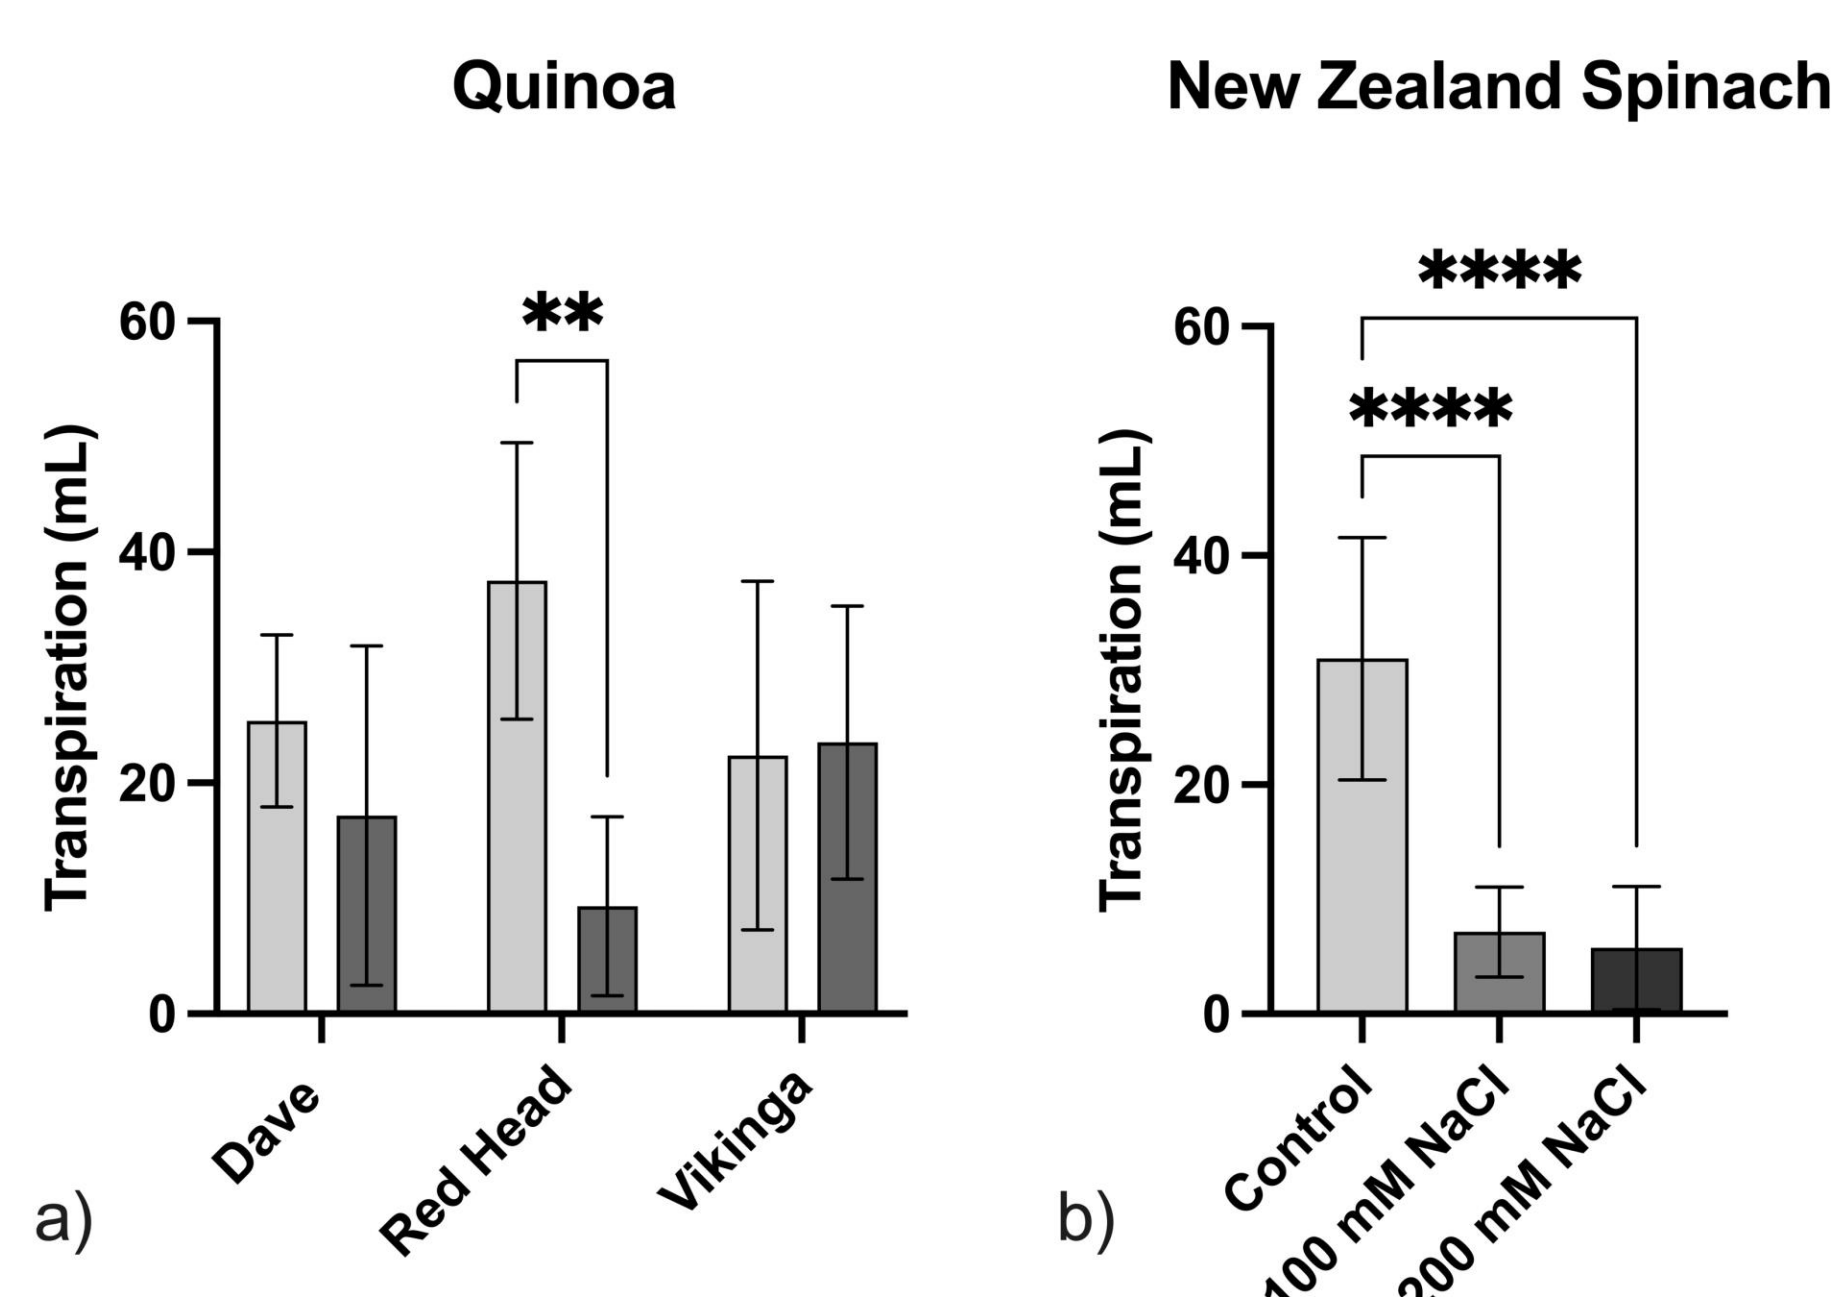 Quinoa
New Zealand Spinach
**
****
****
60
40
20
0
Transpiration (mL)
Dave
Red Head
Vikinga
a)
60
40
20
0
Transpiration (mL)
Control
100 mM NaCl
200 mM NaCl
b)